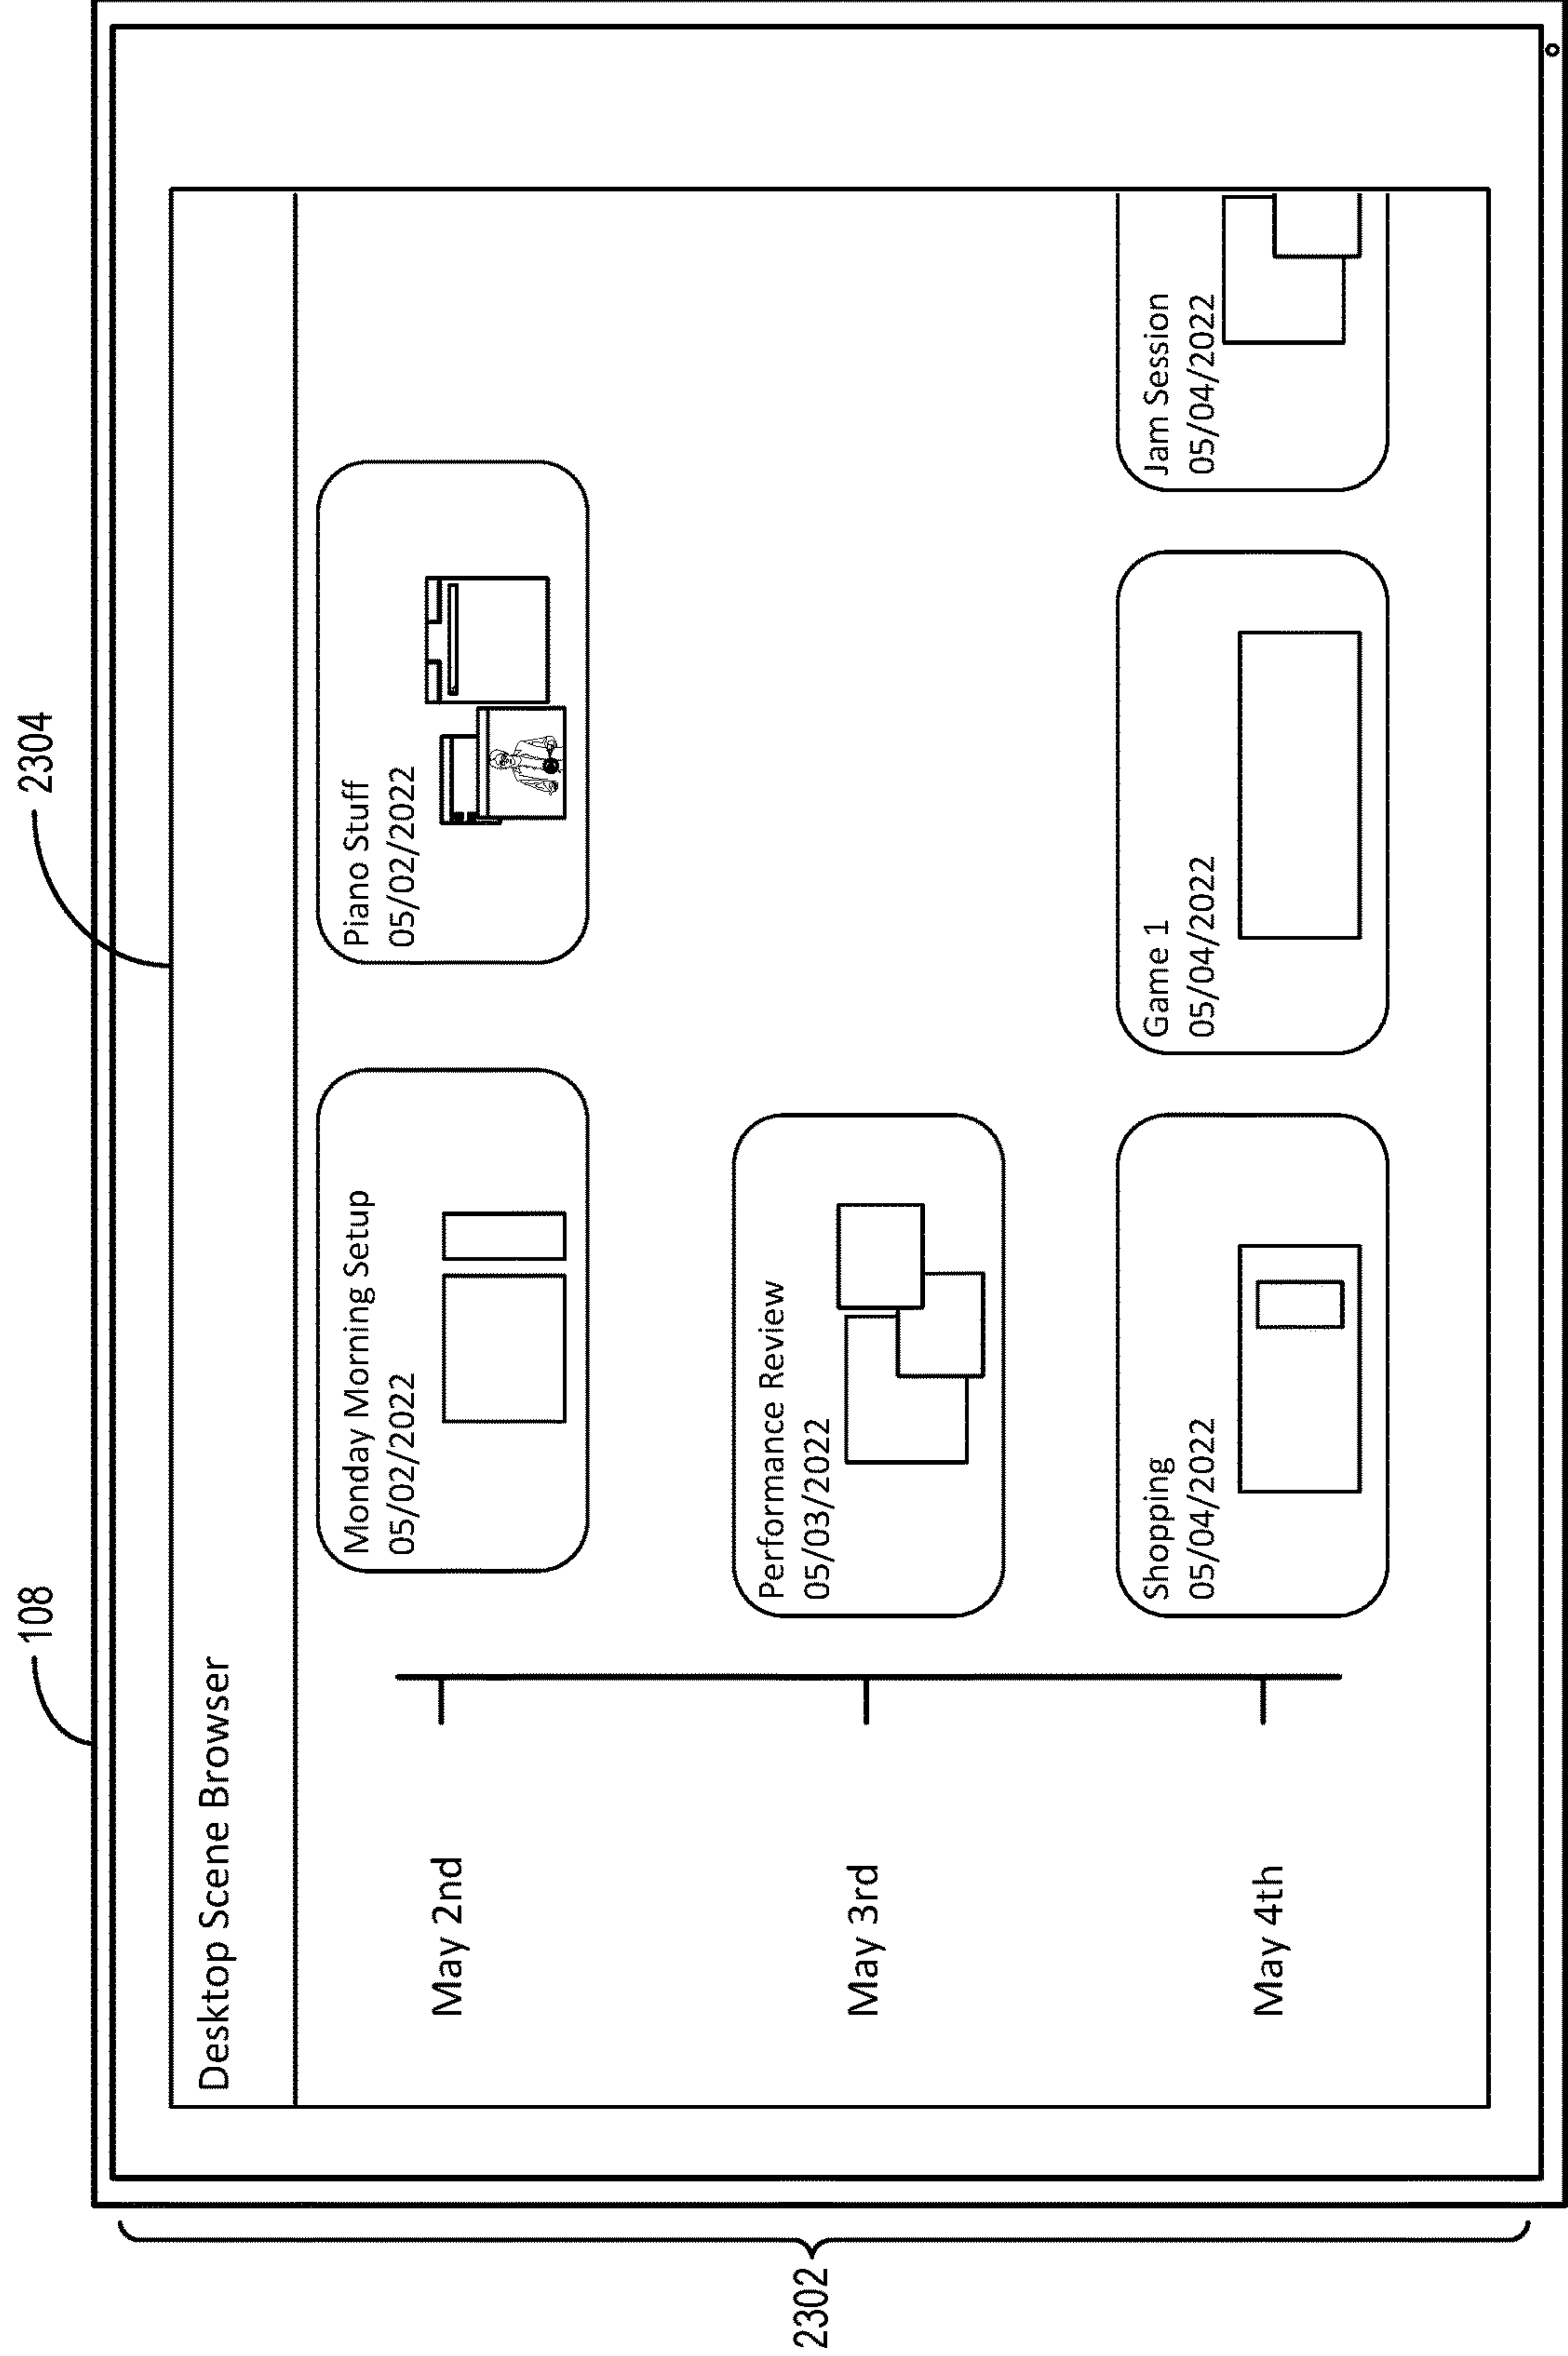 108
2304
2302
Desktop Scene Browser
May 2nd
Monday Morning Setup
05/02/2022
Piano Stuff
05/02/2022
May 3rd
Performance Review
05/03/2022
May 4th
Shopping
05/04/2022
Game 1
05/04/2022
Jam Session
05/04/2022